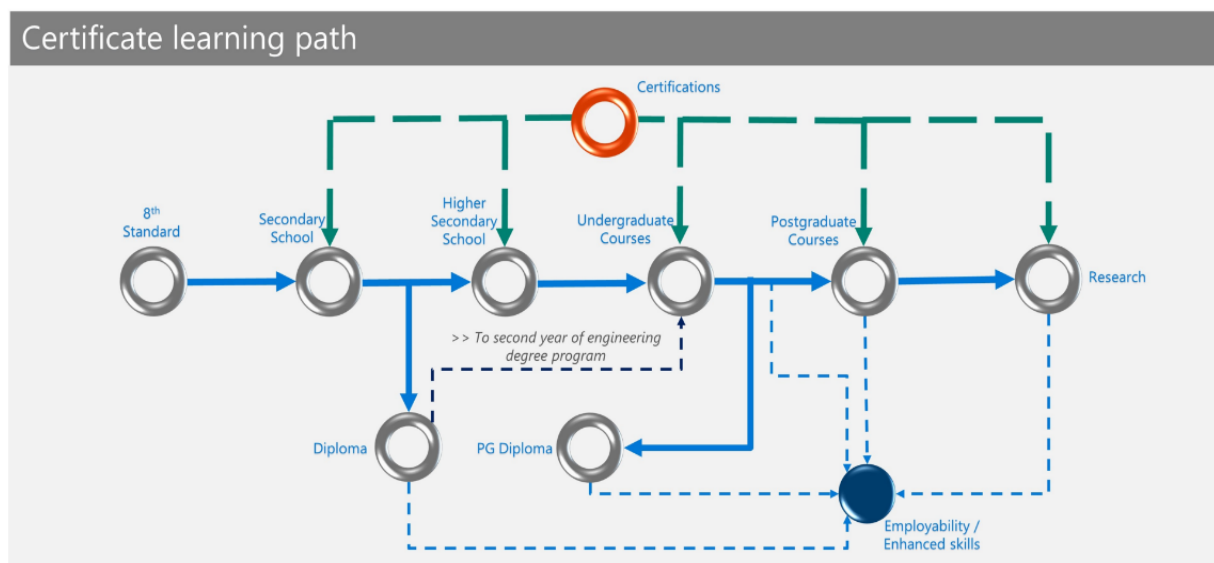 Certificate learning path
Certifications
8th
Standard
Secondary
School
Higher
Secondary
School
Undergraduate
Courses
Postgraduate
Courses
Research
>> To second year of engineering
degree program
Diploma
PG Diploma
Employability /
Enhanced skills